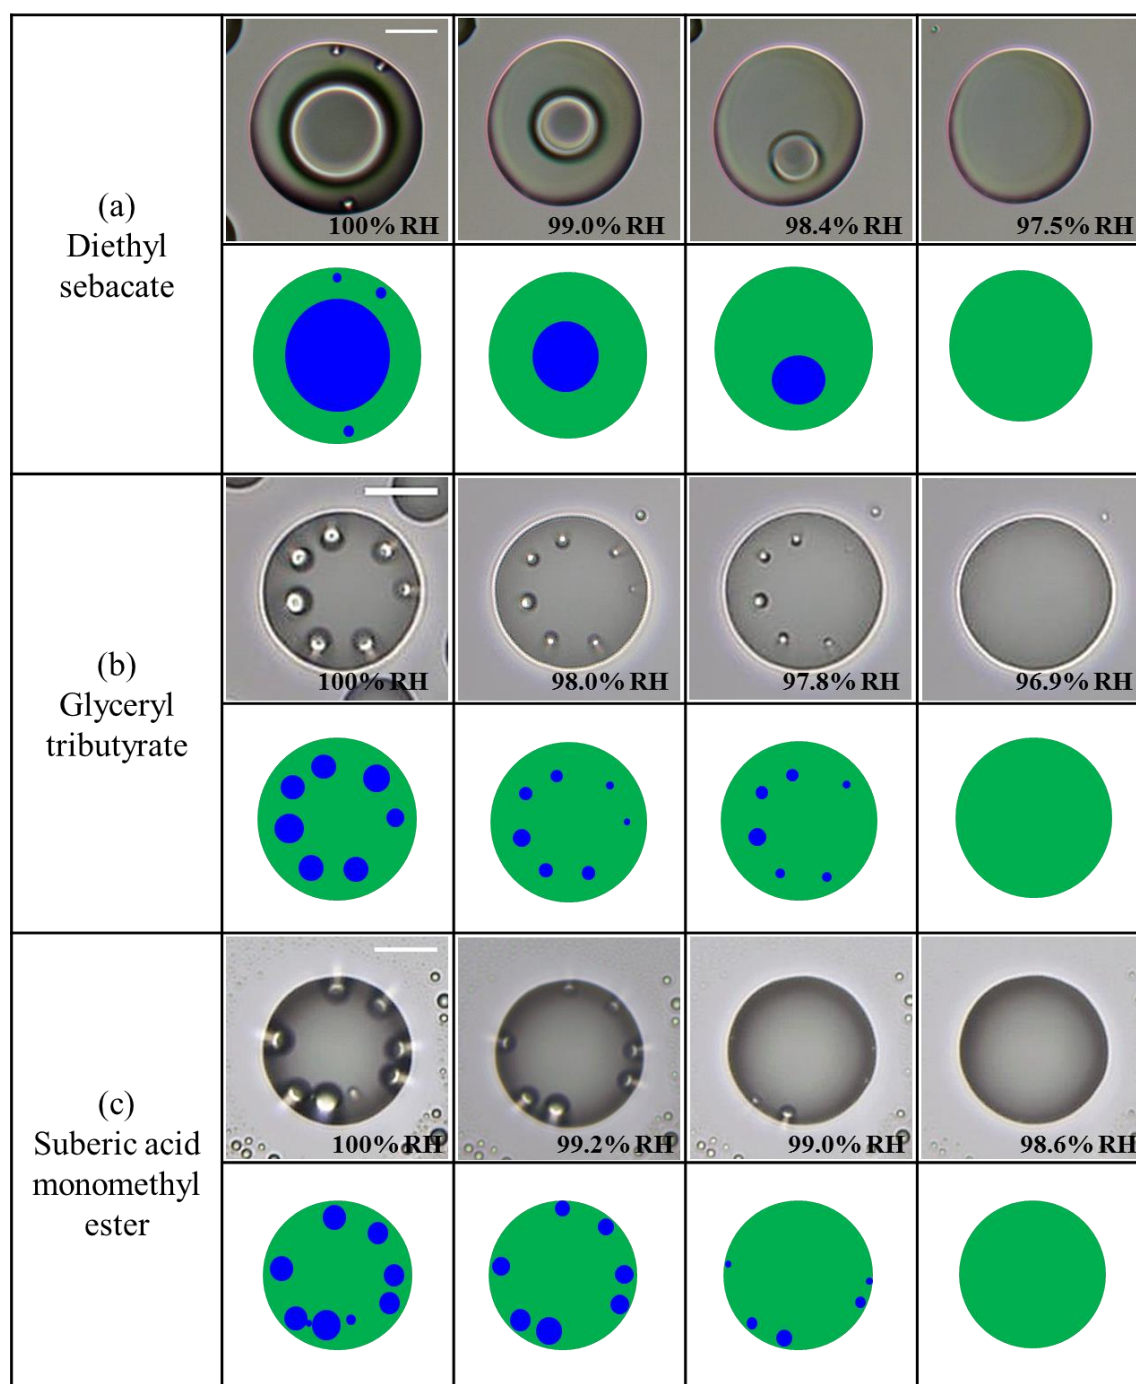 (a)
Diethyl
sebacate
100% RH
99.0% RH
98.4% RH
97.5% RH
(b)
Glyceryl
tributyrate
100% RH
98.0% RH
97.8% RH
96.9% RH
(c)
Suberic acid
monomethyl
ester
100% RH
99.2% RH
99.0% RH
98.6% RH